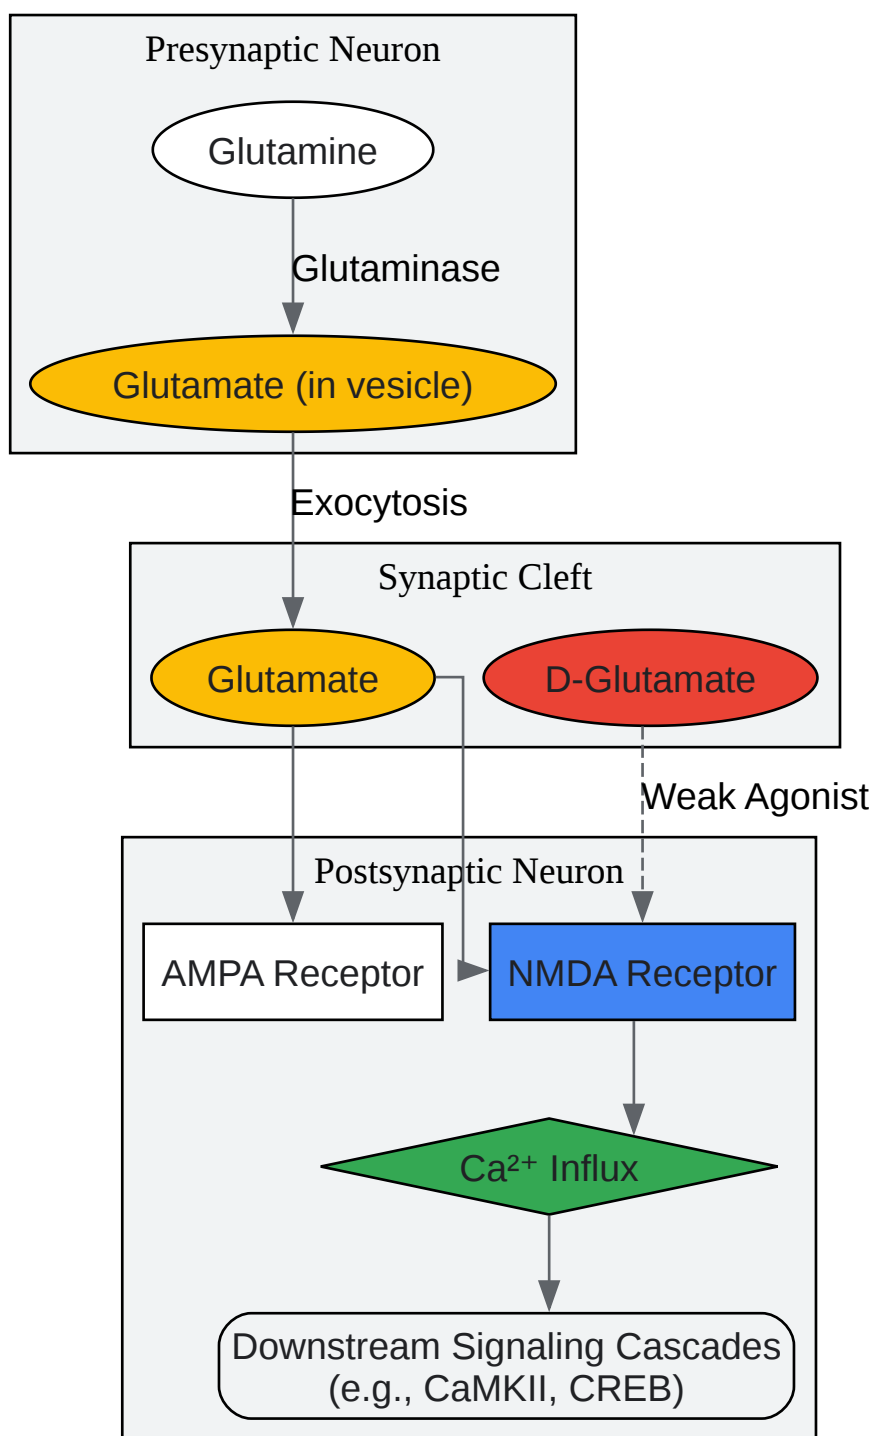 Presynaptic Neuron
Glutamine
Glutaminase
Glutamate (in vesicle)
Exocytosis
Synaptic Cleft
Glutamate
D-Glutamate
Weak Agonist
Postsynaptic Neuron
AMPA Receptor
NMDA Receptor
Ca²⁺ Influx
Downstream Signaling Cascades
(e.g., CaMKII, CREB)